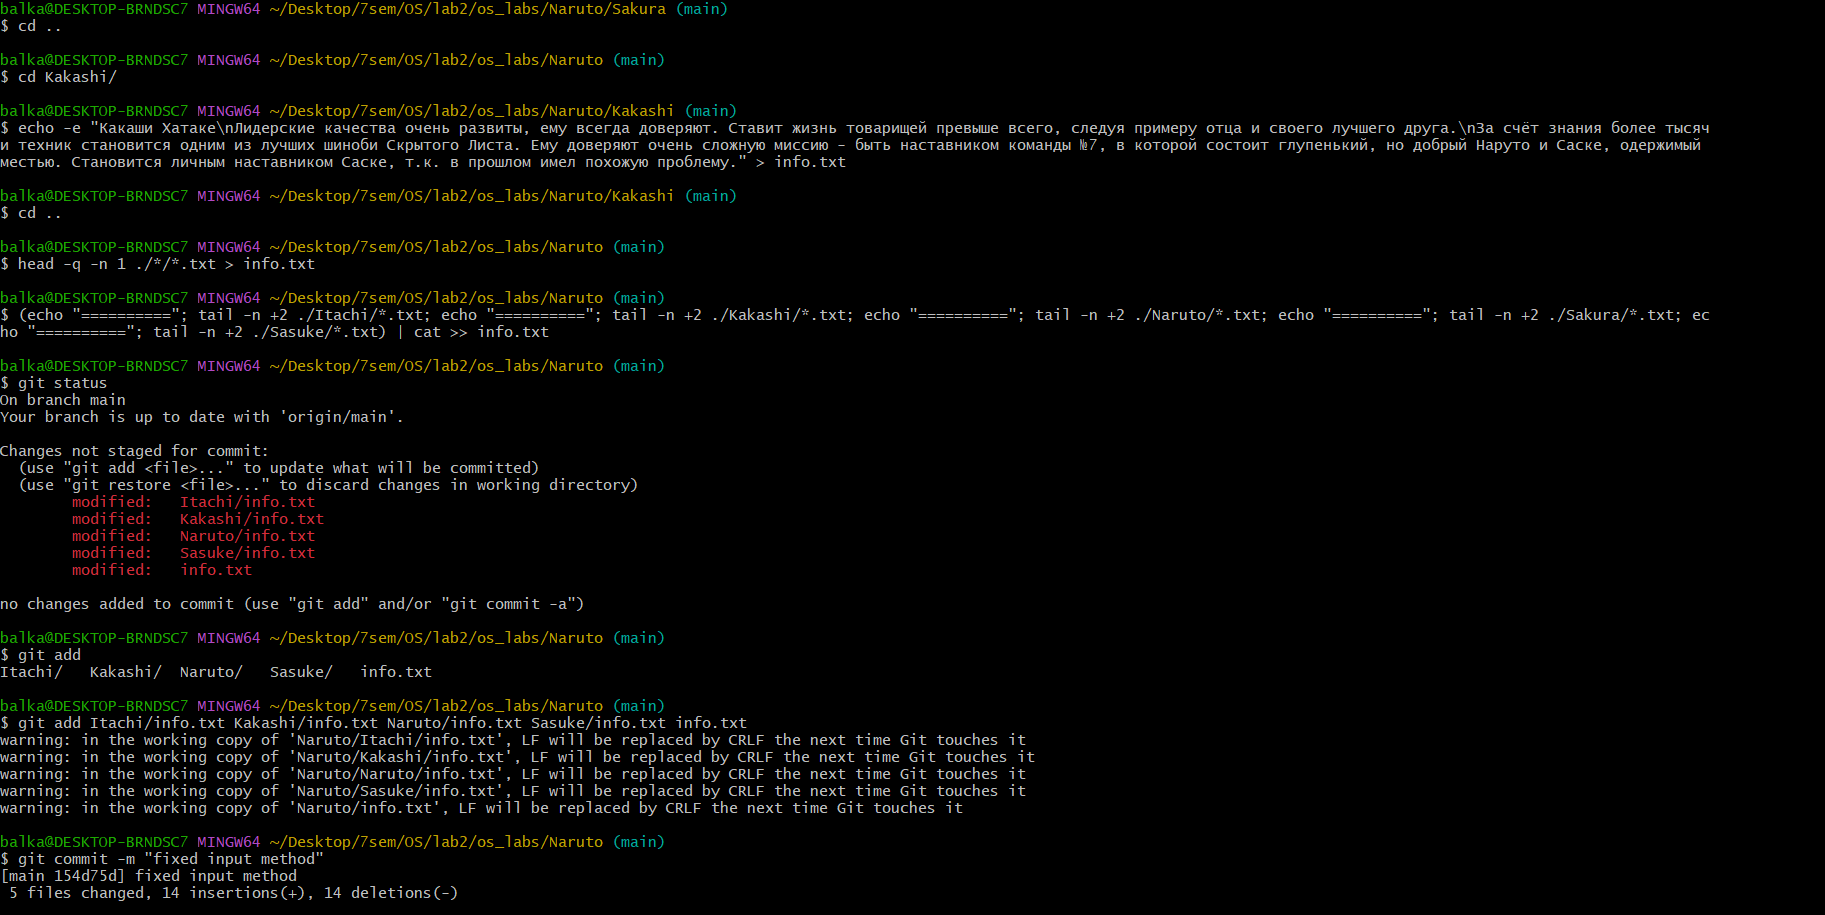 balka@DESKTOP-BRNDSC7 MINGW64 ~/Desktop/7sem/OS/lab2/os_labs/Naruto/Sakura (main)
$ cd ..
balka@DESKTOP-BRNDSC7 MINGW64 ~/Desktop/7sem/OS/lab2/os_labs/Naruto (main)
$ cd Kakashi/
balka@DESKTOP-BRNDSC7 MINGW64 ~/Desktop/7sem/OS/lab2/os_labs/Naruto/Kakashi (main)
$ echo -e "Какаши Хатаке\nЛидерские качества очень развиты, ему всегда доверяют. Ставит жизнь товарищей превыше всего, следуя примеру отца и своего лучшего друга.\nЗа счёт знания более тысяч
и техник становится одним из лучших шиноби Скрытого Листа. Ему доверяют очень сложную миссию - быть наставником команды №7, в которой состоит глупенький, но добрый Наруто и Саске, одержимый
местью. Становится личным наставником Саске, т.к. в прошлом имел похожую проблему." > info.txt
balka@DESKTOP-BRNDSC7 MINGW64 ~/Desktop/7sem/OS/lab2/os_labs/Naruto/Kakashi (main)
$ cd ..
balka@DESKTOP-BRNDSC7 MINGW64 ~/Desktop/7sem/OS/lab2/os_labs/Naruto (main)
$ head -q -n 1 ./*/*.txt > info.txt
balka@DESKTOP-BRNDSC7 MINGW64 ~/Desktop/7sem/OS/lab2/os_labs/Naruto (main)
$ (echo "=========="; tail -n +2 ./Itachi/*.txt; echo "=========="; tail -n +2 ./Kakashi/*.txt; echo "=========="; tail -n +2 ./Naruto/*.txt; echo "=========="; tail -n +2 ./Sakura/*.txt; ec
ho "=========="; tail -n +2 ./Sasuke/*.txt) | cat >> info.txt
balka@DESKTOP-BRNDSC7 MINGW64 ~/Desktop/7sem/OS/lab2/os_labs/Naruto (main)
$ git status
On branch main
Your branch is up to date with 'origin/main'.
Changes not staged for commit:
  (use "git add <file>..." to update what will be committed)
  (use "git restore <file>..." to discard changes in working directory)
        modified:   Itachi/info.txt
        modified:   Kakashi/info.txt
        modified:   Naruto/info.txt
        modified:   Sasuke/info.txt
        modified:   info.txt
no changes added to commit (use "git add" and/or "git commit -a")
balka@DESKTOP-BRNDSC7 MINGW64 ~/Desktop/7sem/OS/lab2/os_labs/Naruto (main)
$ git add
Itachi/   Kakashi/  Naruto/   Sasuke/   info.txt
balka@DESKTOP-BRNDSC7 MINGW64 ~/Desktop/7sem/OS/lab2/os_labs/Naruto (main)
$ git add Itachi/info.txt Kakashi/info.txt Naruto/info.txt Sasuke/info.txt info.txt
warning: in the working copy of 'Naruto/Itachi/info.txt', LF will be replaced by CRLF the next time Git touches it
warning: in the working copy of 'Naruto/Kakashi/info.txt', LF will be replaced by CRLF the next time Git touches it
warning: in the working copy of 'Naruto/Naruto/info.txt', LF will be replaced by CRLF the next time Git touches it
warning: in the working copy of 'Naruto/Sasuke/info.txt', LF will be replaced by CRLF the next time Git touches it
warning: in the working copy of 'Naruto/info.txt', LF will be replaced by CRLF the next time Git touches it
balka@DESKTOP-BRNDSC7 MINGW64 ~/Desktop/7sem/OS/lab2/os_labs/Naruto (main)
$ git commit -m "fixed input method"
[main 154d75d] fixed input method
 5 files changed, 14 insertions(+), 14 deletions(-)